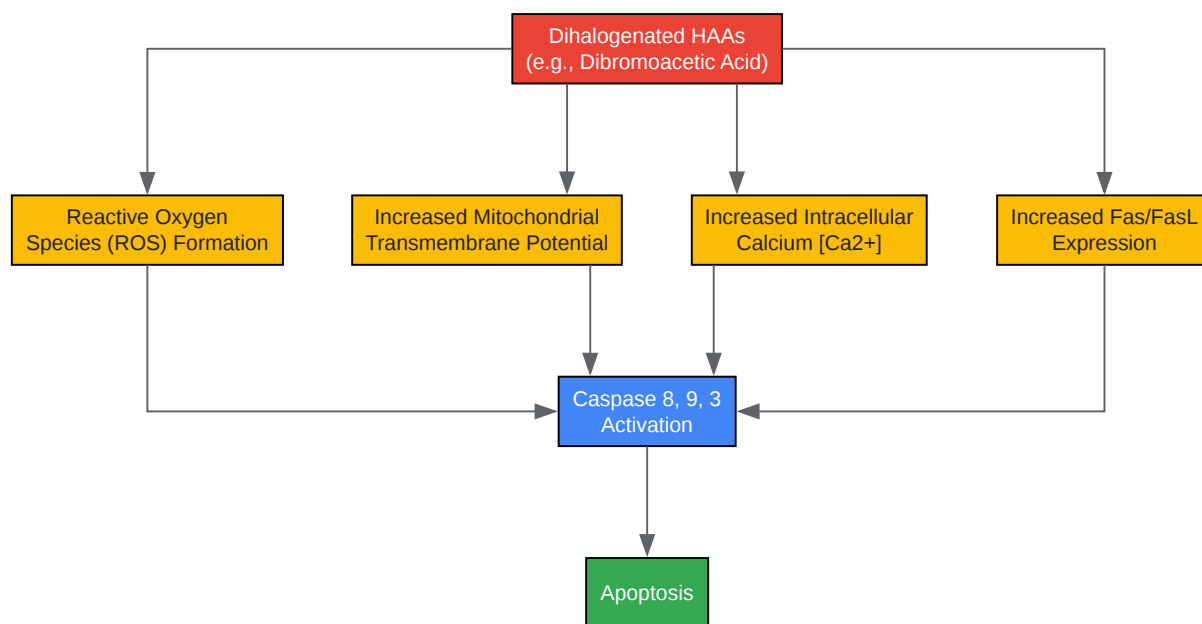 Dihalogenated HAAs
(e.g., Dibromoacetic Acid)
Reactive Oxygen
Species (ROS) Formation
Increased Mitochondrial
Transmembrane Potential
Increased Intracellular
Calcium [Ca2+]
Increased Fas/FasL
Expression
Caspase 8, 9, 3
Activation
Apoptosis